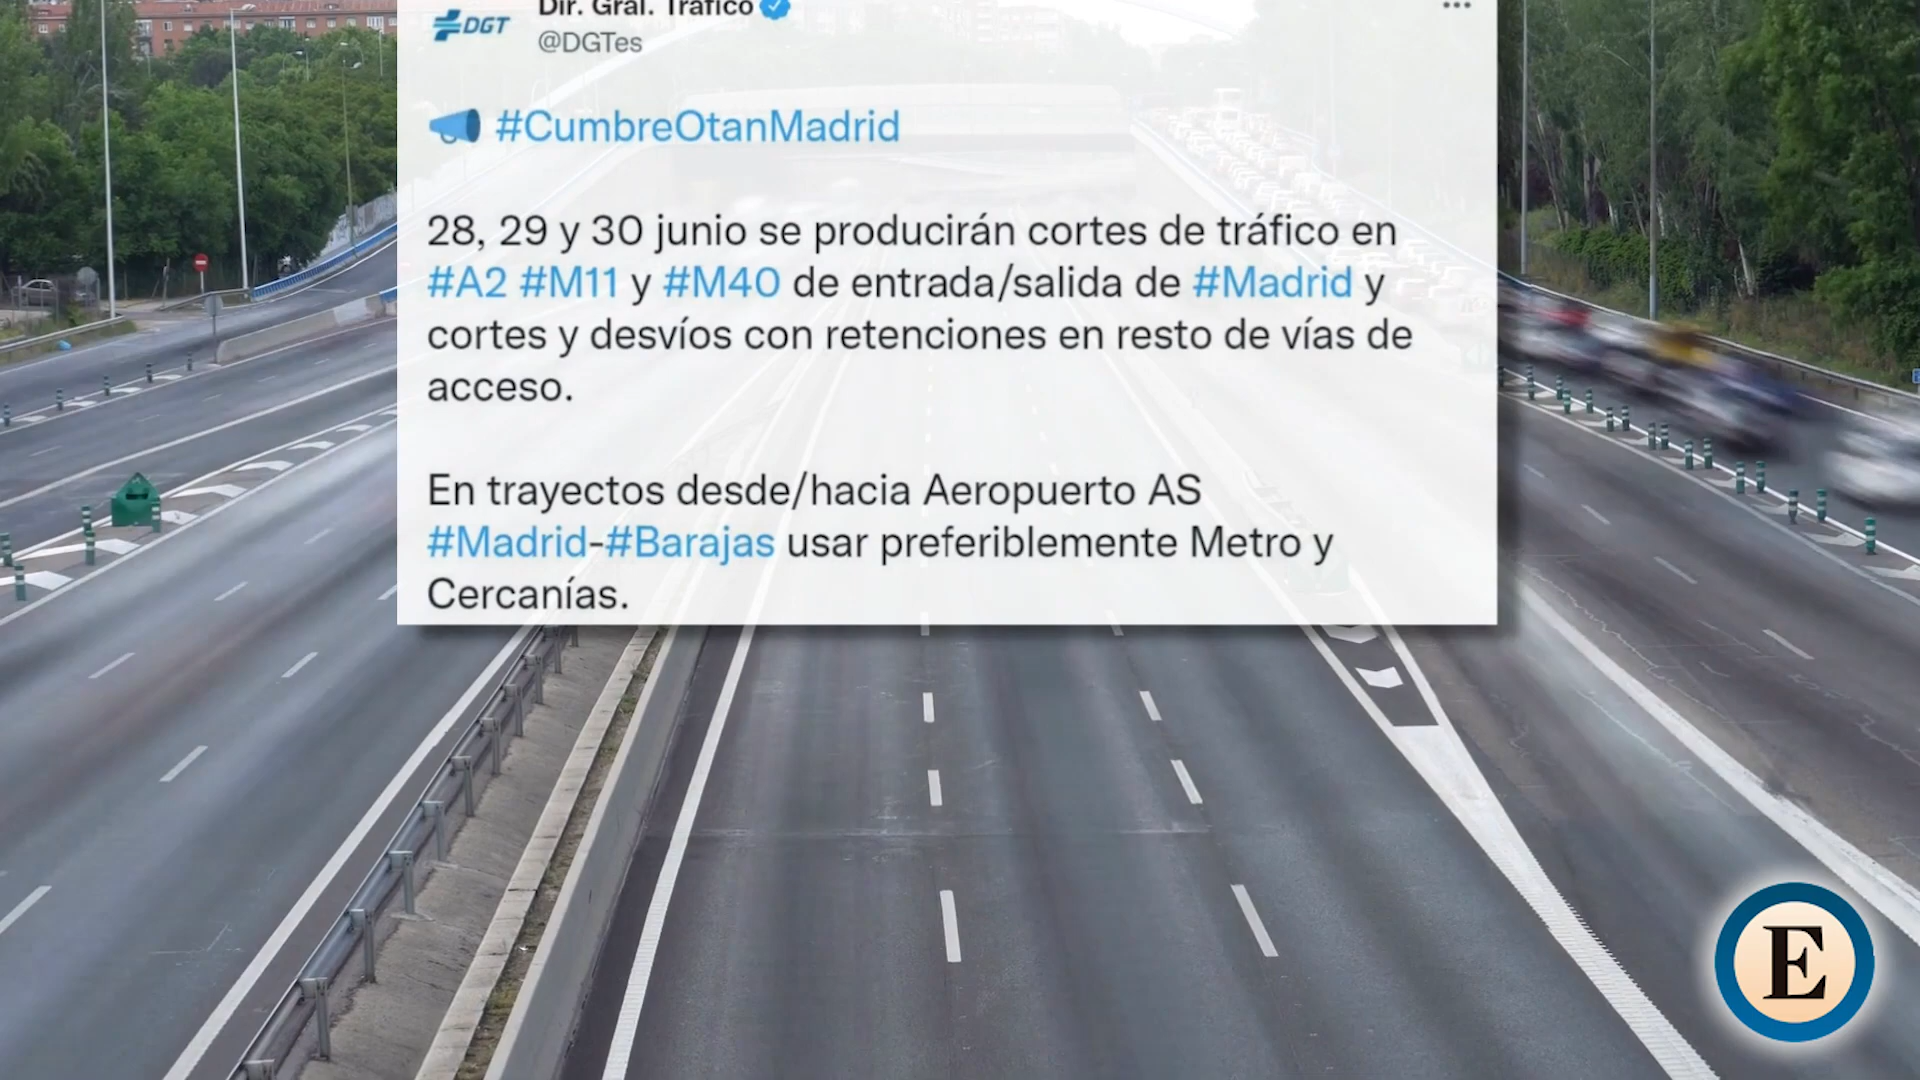 DGT
Dir. Gral. Tráfico
@DGTes
#CumbreOtanMadrid
28, 29 y 30 junio se producirán cortes de tráfico en
#A2 #M11 y #M40 de entrada/salida de #Madrid y
cortes y desvíos con retenciones en resto de vías de
acceso.
En trayectos desde/hacia Aeropuerto AS
#Madrid-#Barajas usar preferiblemente Metro y
Cercanías.
E